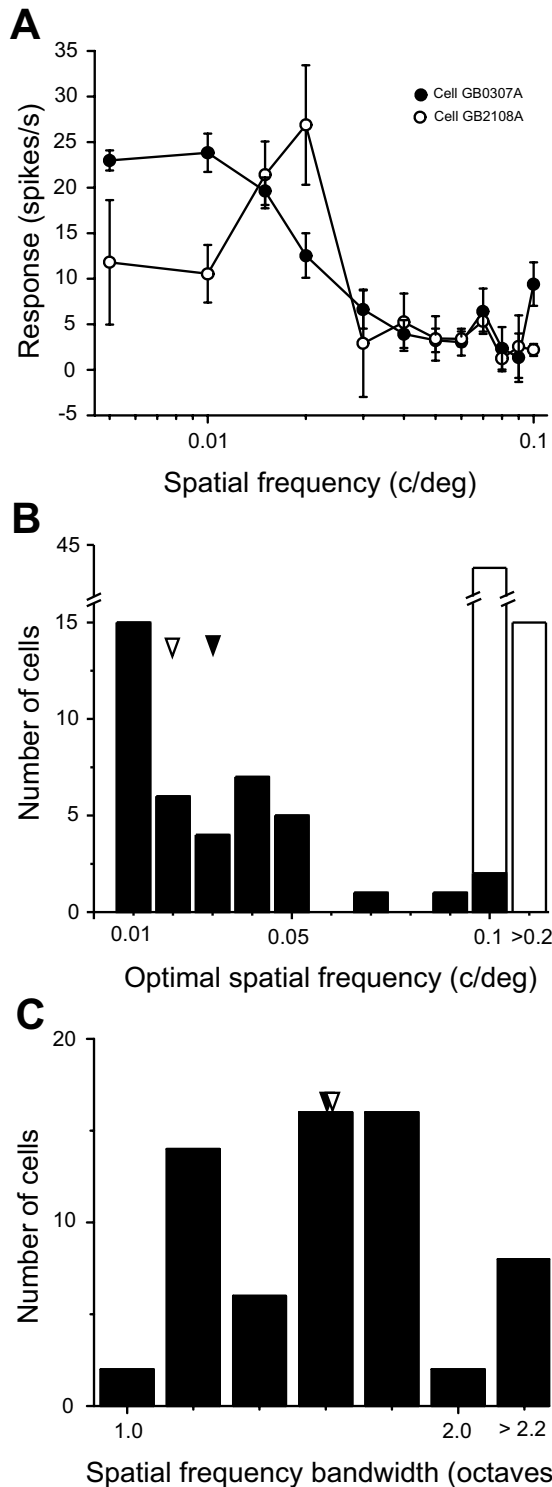 A
35
30
25
20
15
10
5
0
-5
Response (spikes/s)
Cell GB0307A
Cell GB2108A
0.01
0.1
Spatial frequency (c/deg)
B
45
15
10
5
0
Number of cells
0.01
0.05
0.1
>0.2
Optimal spatial frequency (c/deg)
C
20
10
0
Number of cells
1.0
2.0
> 2.2
Spatial frequency bandwidth (octaves